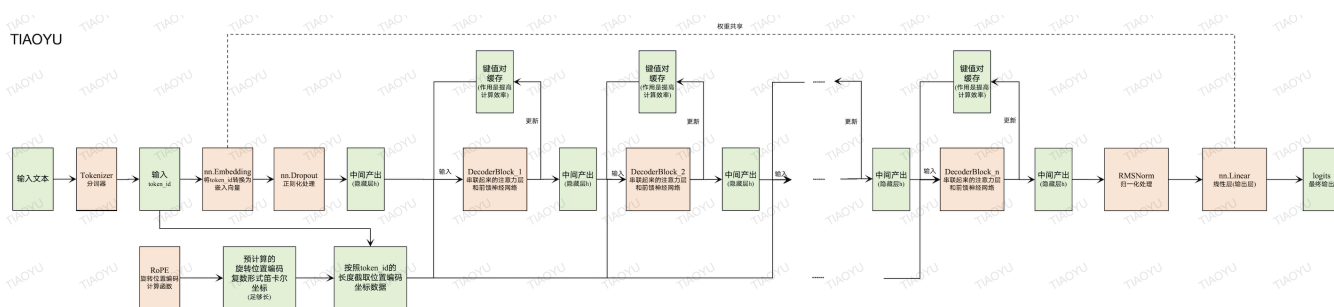 TIAOYU
权重共享
键值对
缓存
(作用是提高
计算效率)
更新
键值对
缓存
(作用是提高
计算效率)
更新
......
更新
键值对
缓存
(作用是提高
计算效率)
更新
输入文本
Tokenizer
分词器
输入
token_id
nn.Embedding
将token_id转换为
嵌入向量
nn.Dropout
正则化处理
中间产出
(隐藏层h)
输入
DecoderBlock_1
串联起来的注意力层
和前馈神经网络
中间产出
(隐藏层h)
输入
DecoderBlock_2
串联起来的注意力层
和前馈神经网络
中间产出
(隐藏层h)
输入
......
中间产出
(隐藏层h)
输入
DecoderBlock_n
串联起来的注意力层
和前馈神经网络
中间产出
(隐藏层h)
RMSNorm
归一化处理
nn.Linear
线性层(输出层)
logits
最终输出
RoPE
旋转位置编码
计算函数
预计算的
旋转位置编码
复数形式笛卡尔
坐标
(足够长)
按照token_id的
长度截取位置编码
坐标数据
......